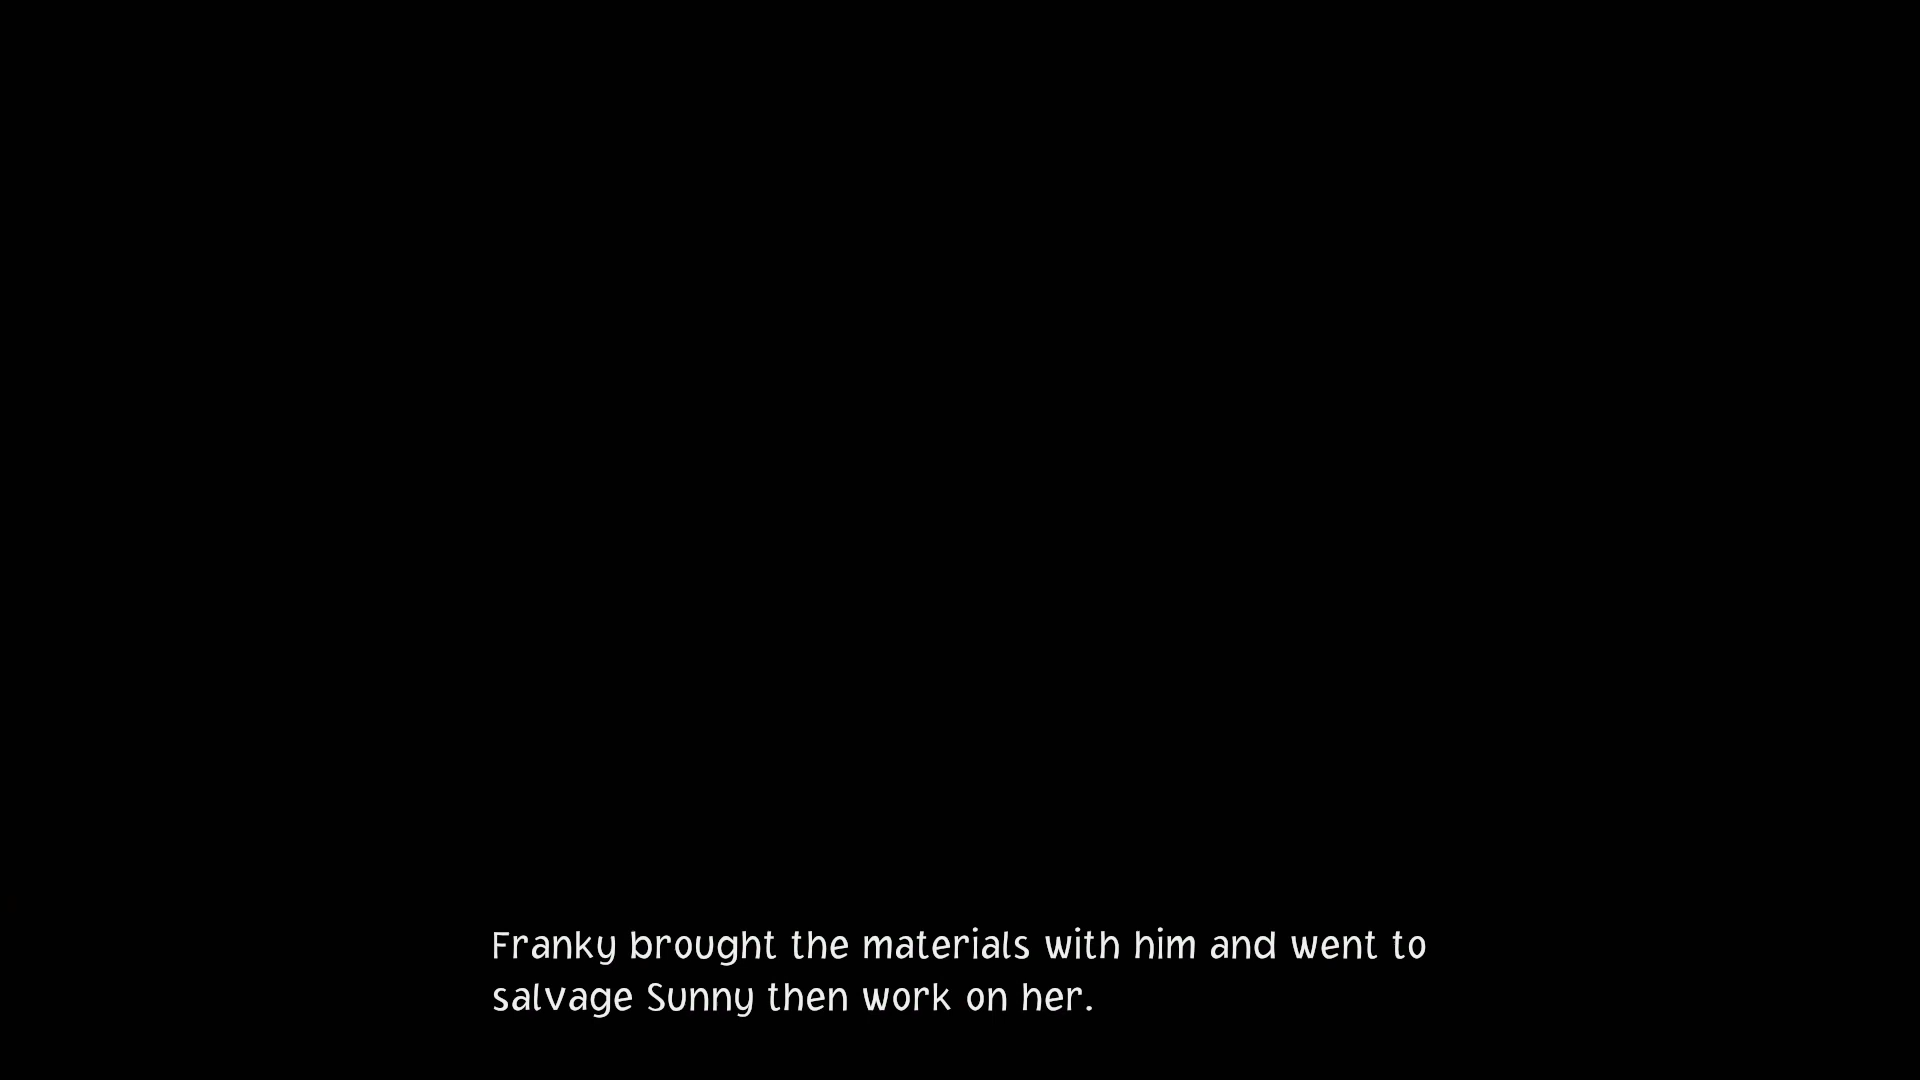 Franky brought the materials with him and went to
salvage Sunny then work on her.